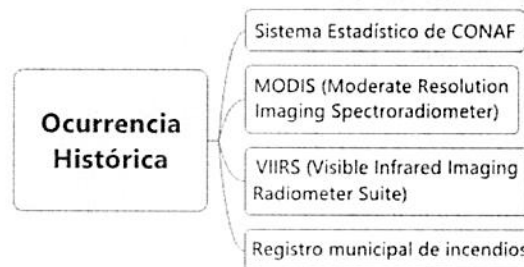 Ocurrencia
Histórica
Sistema Estadístico de CONAF
MODIS (Moderate Resolution
Imaging Spectroradiometer)
VIIRS (Visible Infrared Imaging
Radiometer Suite)
Registro municipal de incendios